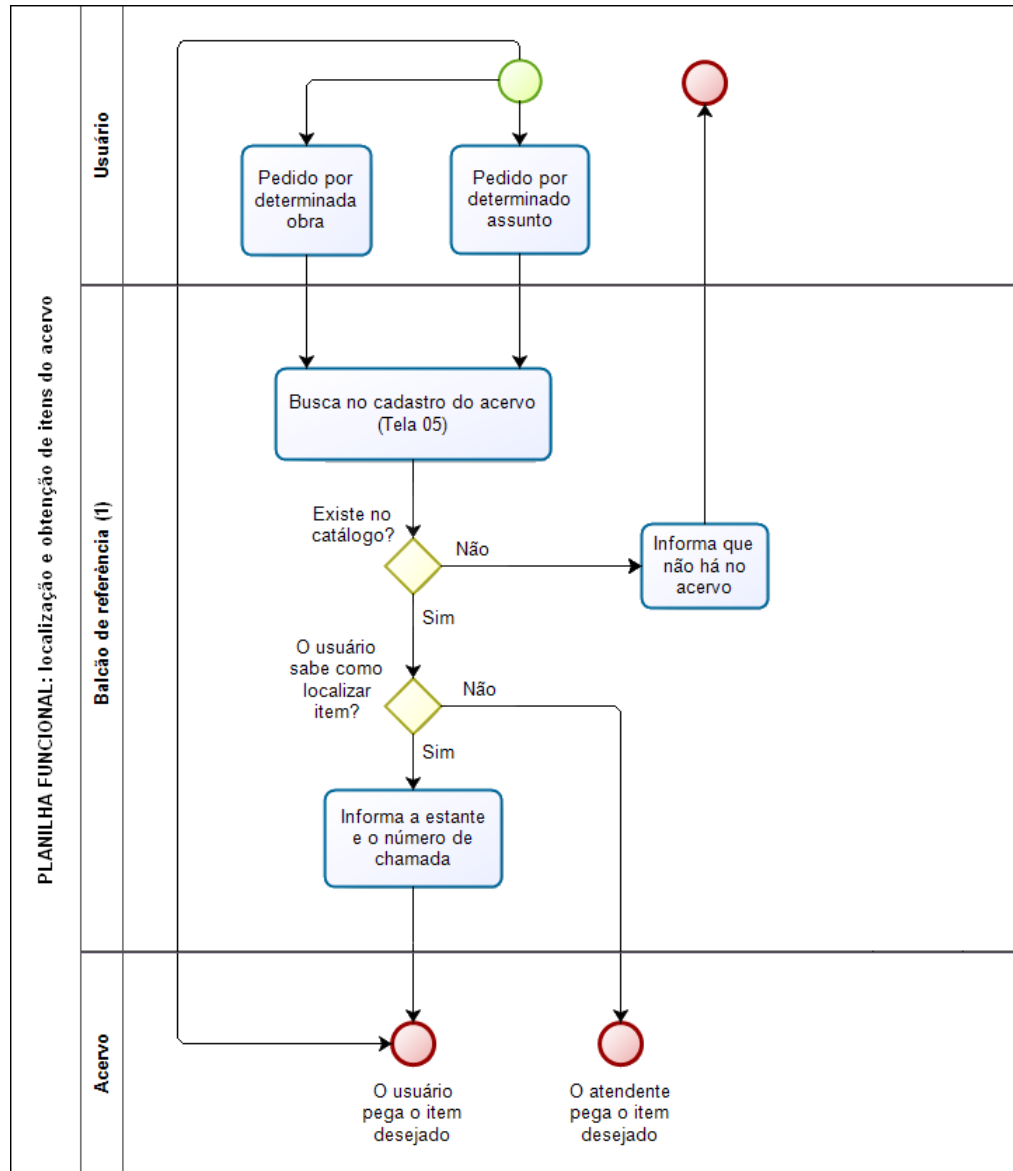 PLANILHA FUNCIONAL: localização e obtenção de itens do acervo
Usuário
Pedido por
determinada
obra
Pedido por
determinado
assunto
Balcão de referência (1)
Busca no cadastro do acervo
(Tela 05)
Existe no
catálogo?
Não
Informa que
não há no
acervo
Sim
O usuário
sabe como
localizar
item?
Não
Sim
Informa a estante
e o número de
chamada
Acervo
O usuário
pega o item
desejado
O atendente
pega o item
desejado